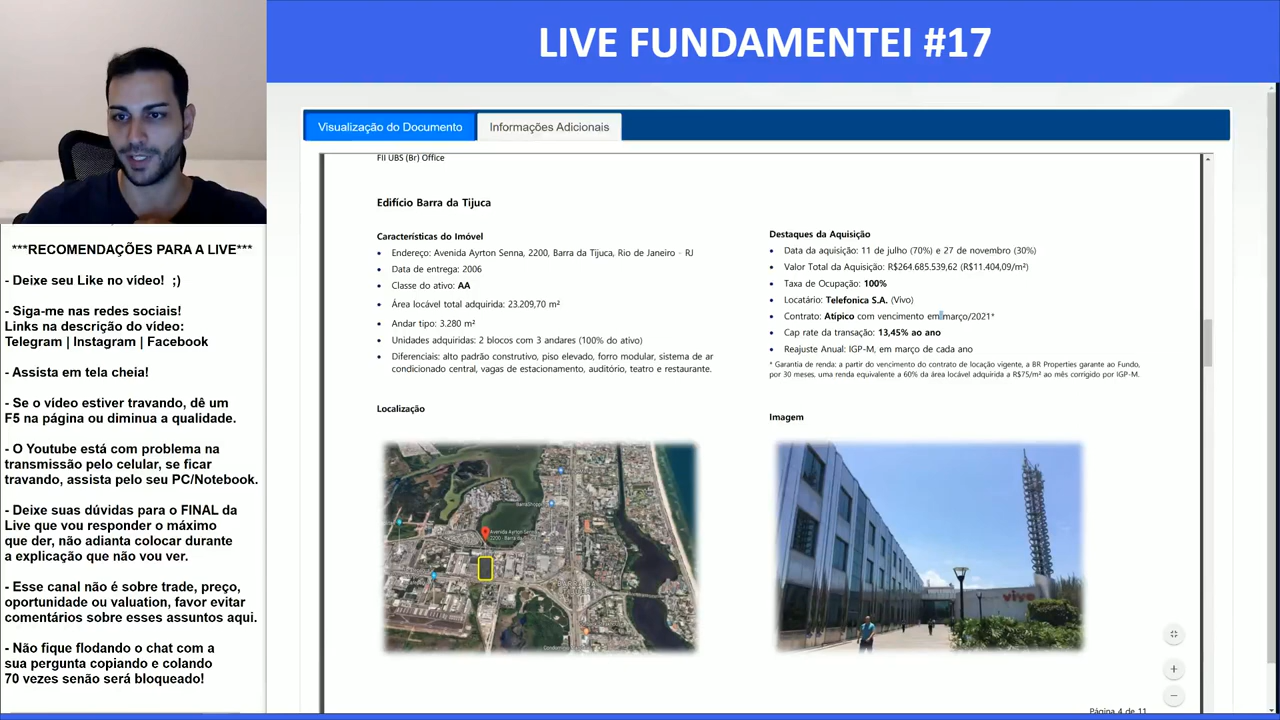 LIVE FUNDAMENTEI #17
***RECOMENDAÇÕES PARA A LIVE***
- Deixe seu Like no vídeo!  ;)
- Siga-me nas redes sociais!
Links na descrição do vídeo:
Telegram | Instagram | Facebook
- Assista em tela cheia!
- Se o vídeo estiver travando, dê um
F5 na página ou diminua a qualidade.
- O Youtube está com problema na
transmissão pelo celular, se ficar
travando, assista pelo seu PC/Notebook.
- Deixe suas dúvidas para o FINAL da
Live que vou responder o máximo
que der, não adianta colocar durante
a explicação que não vou ver.
- Esse canal não é sobre trade, preço,
oportunidade ou valuation, favor evitar
comentários sobre esses assuntos aqui.
- Não fique flodando o chat com a
sua pergunta copiando e colando
70 vezes senão será bloqueado!
Visualização do Documento
Informações Adicionais
FII UBS (Br) Office
Edifício Barra da Tijuca
Características do Imóvel
• Endereço: Avenida Ayrton Senna, 2200, Barra da Tijuca, Rio de Janeiro - RJ
• Data de entrega: 2006
• Classe do ativo: AA
• Área locável total adquirida: 23.209,70 m²
• Andar tipo: 3.280 m²
• Unidades adquiridas: 2 blocos com 3 andares (100% do ativo)
• Diferenciais: alto padrão construtivo, piso elevado, forro modular, sistema de ar
condicionado central, vagas de estacionamento, auditório, teatro e restaurante.
Localização
Avenida Ayrton Senna
Destaques da Aquisição
• Data da aquisição: 11 de julho (70%) e 27 de novembro (30%)
• Valor Total da Aquisição: R$264.685.539,62 (R$11.404,09/m²)
• Taxa de Ocupação: 100%
• Locatário: Telefonica S.A. (Vivo)
• Contrato: Atípico com vencimento em março/2021*
• Cap rate da transação: 13,45% ao ano
• Reajuste Anual: IGP-M, em março de cada ano
* Garantia de renda: a partir do vencimento do contrato de locação vigente, a BR Properties garante ao Fundo,
por 30 meses, uma renda equivalente a 60% da área locável adquirida a R$75/m² ao mês corrigido por IGP-M.
Imagem
vivo
Página 4 de 11